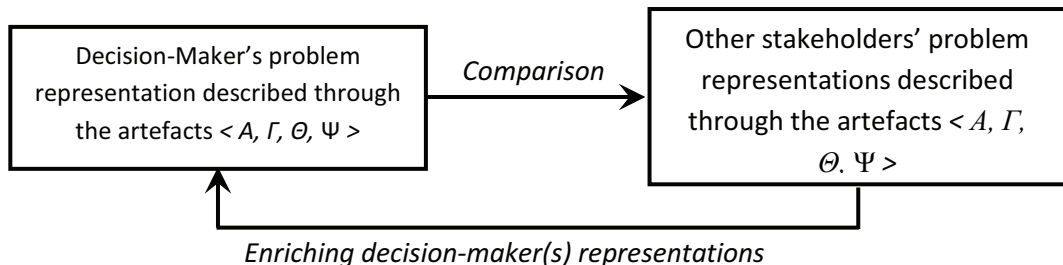 Decision-Maker’s problem
representation described through
the artefacts < A, Γ, Θ, Ψ >
Comparison
Other stakeholders’ problem
representations described
through the artefacts < A, Γ,
Θ. Ψ >
Enriching decision-maker(s) representations